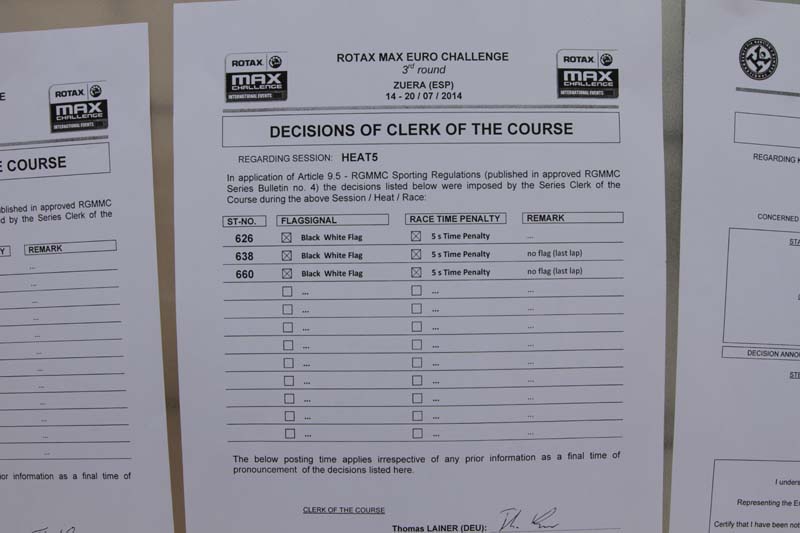 ROTAX
MAX
CHALLENGE
INTERNATIONAL EVENTS
E COURSE
ublished in approved RGMMC
ed by the Series Clerk of the
Y REMARK
...
...
...
...
...
...
...
...
...
...
...
or information as a final time of
ROTAX
MAX
CHALLENGE
INTERNATIONAL EVENTS
ROTAX MAX EURO CHALLENGE
3rd round
ZUERA (ESP)
14 - 20 / 07 / 2014
ROTAX
MAX
CHALLENGE
INTERNATIONAL EVENTS
DECISIONS OF CLERK OF THE COURSE
REGARDING SESSION: HEAT5
In application of Article 9.5 - RGMMC Sporting Regulations (published in approved RGMMC
Series Bulletin no. 4) the decisions listed below were imposed by the Series Clerk of the
Course during the above Session / Heat / Race:
ST-NO. FLAGSIGNAL RACE TIME PENALTY REMARK
626 Black White Flag 5 s Time Penalty ...
638 Black White Flag 5 s Time Penalty no flag (last lap)
660 Black White Flag 5 s Time Penalty no flag (last lap)
... ... ...
... ... ...
... ... ...
... ... ...
... ... ...
... ... ...
... ... ...
... ... ...
... ... ...
The below posting time applies irrespective of any prior information as a final time of
pronouncement of the decisions listed here.
CLERK OF THE COURSE
Thomas LAINER (DEU):
REGARDING
CONCERNED
DECISION ANNO
I unders
Representing the E
Certify that I have been not